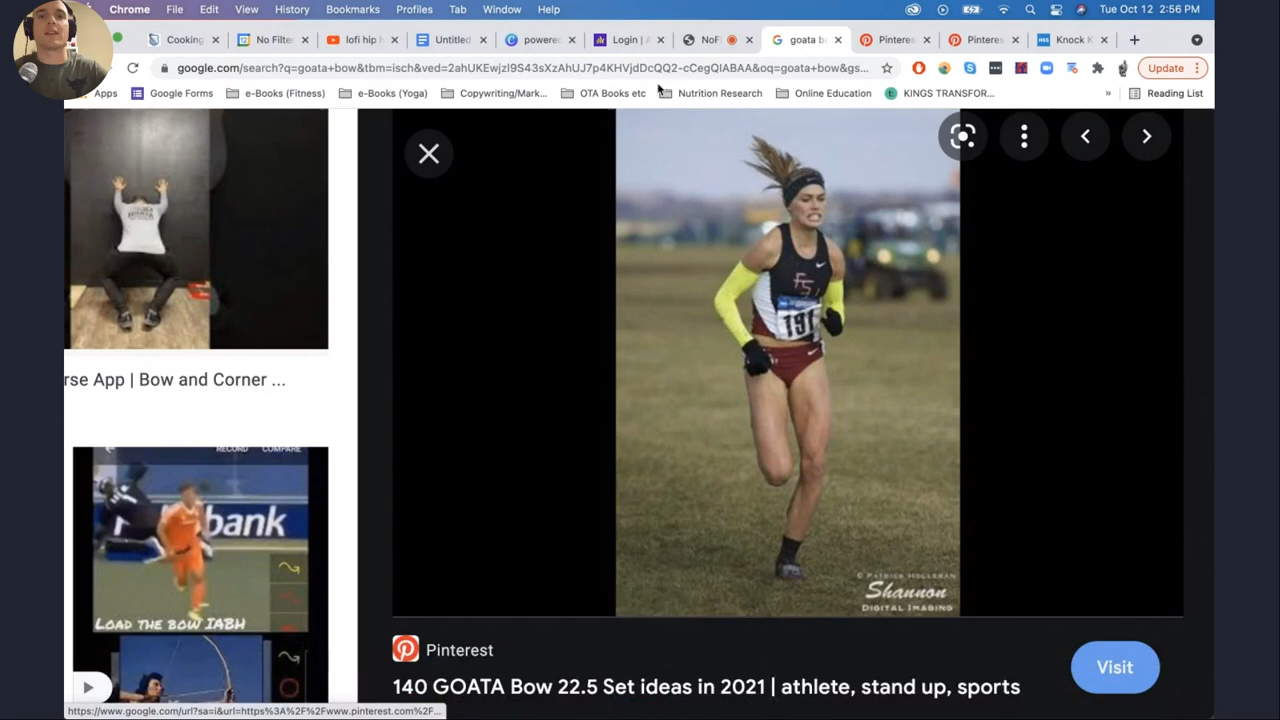 Chrome File Edit View History Bookmarks Profiles Tab Window Help Tue Oct 12 2:56 PM
Cooking No Filte lofi hip h Untitled powere Login | A NoFi goata b Pinteres Pinteres Knock K
google.com/search?q=goata+bow&tbm=isch&ved=2ahUKEwjzl9S43sXzAhUJ7p4KHVjdDcQQ2-cCegQIABAA&oq=goata+bow&gs... Update
Apps Google Forms e-Books (Fitness) e-Books (Yoga) Copywriting/Mark... OTA Books etc Nutrition Research Online Education KINGS TRANSFOR... » Reading List
rse App | Bow and Corner ...
RECORD COMPARE
bank
LOAD THE BOW IABH
FS
191
© PATRICK HOLLERAN
Shannon
DIGITAL IMAGING
Pinterest
140 GOATA Bow 22.5 Set ideas in 2021 | athlete, stand up, sports
Visit
https://www.google.com/url?sa=i&url=https%3A%2F%2Fwww.pinterest.com%2F...